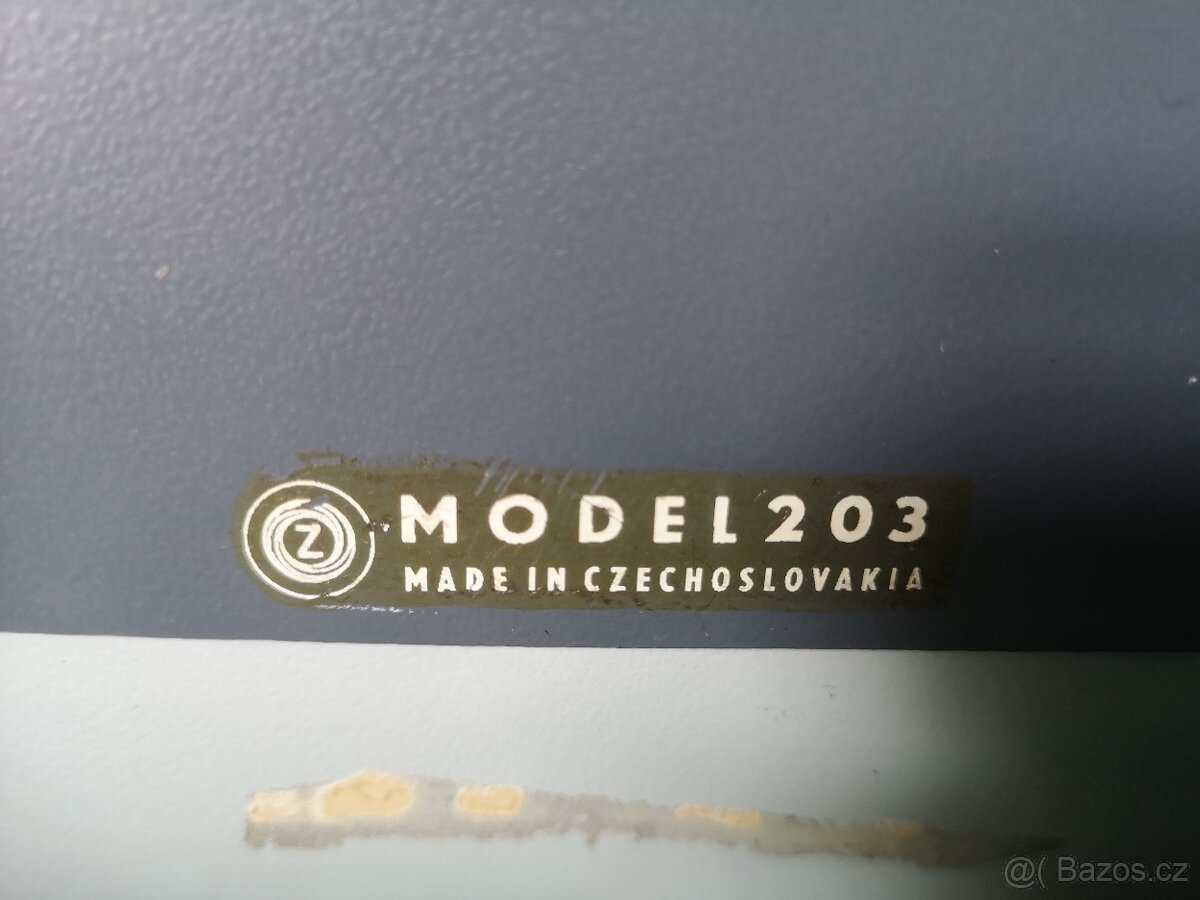 Z
MODEL 203
MADE IN CZECHOSLOVAKIA
@( Bazos.cz